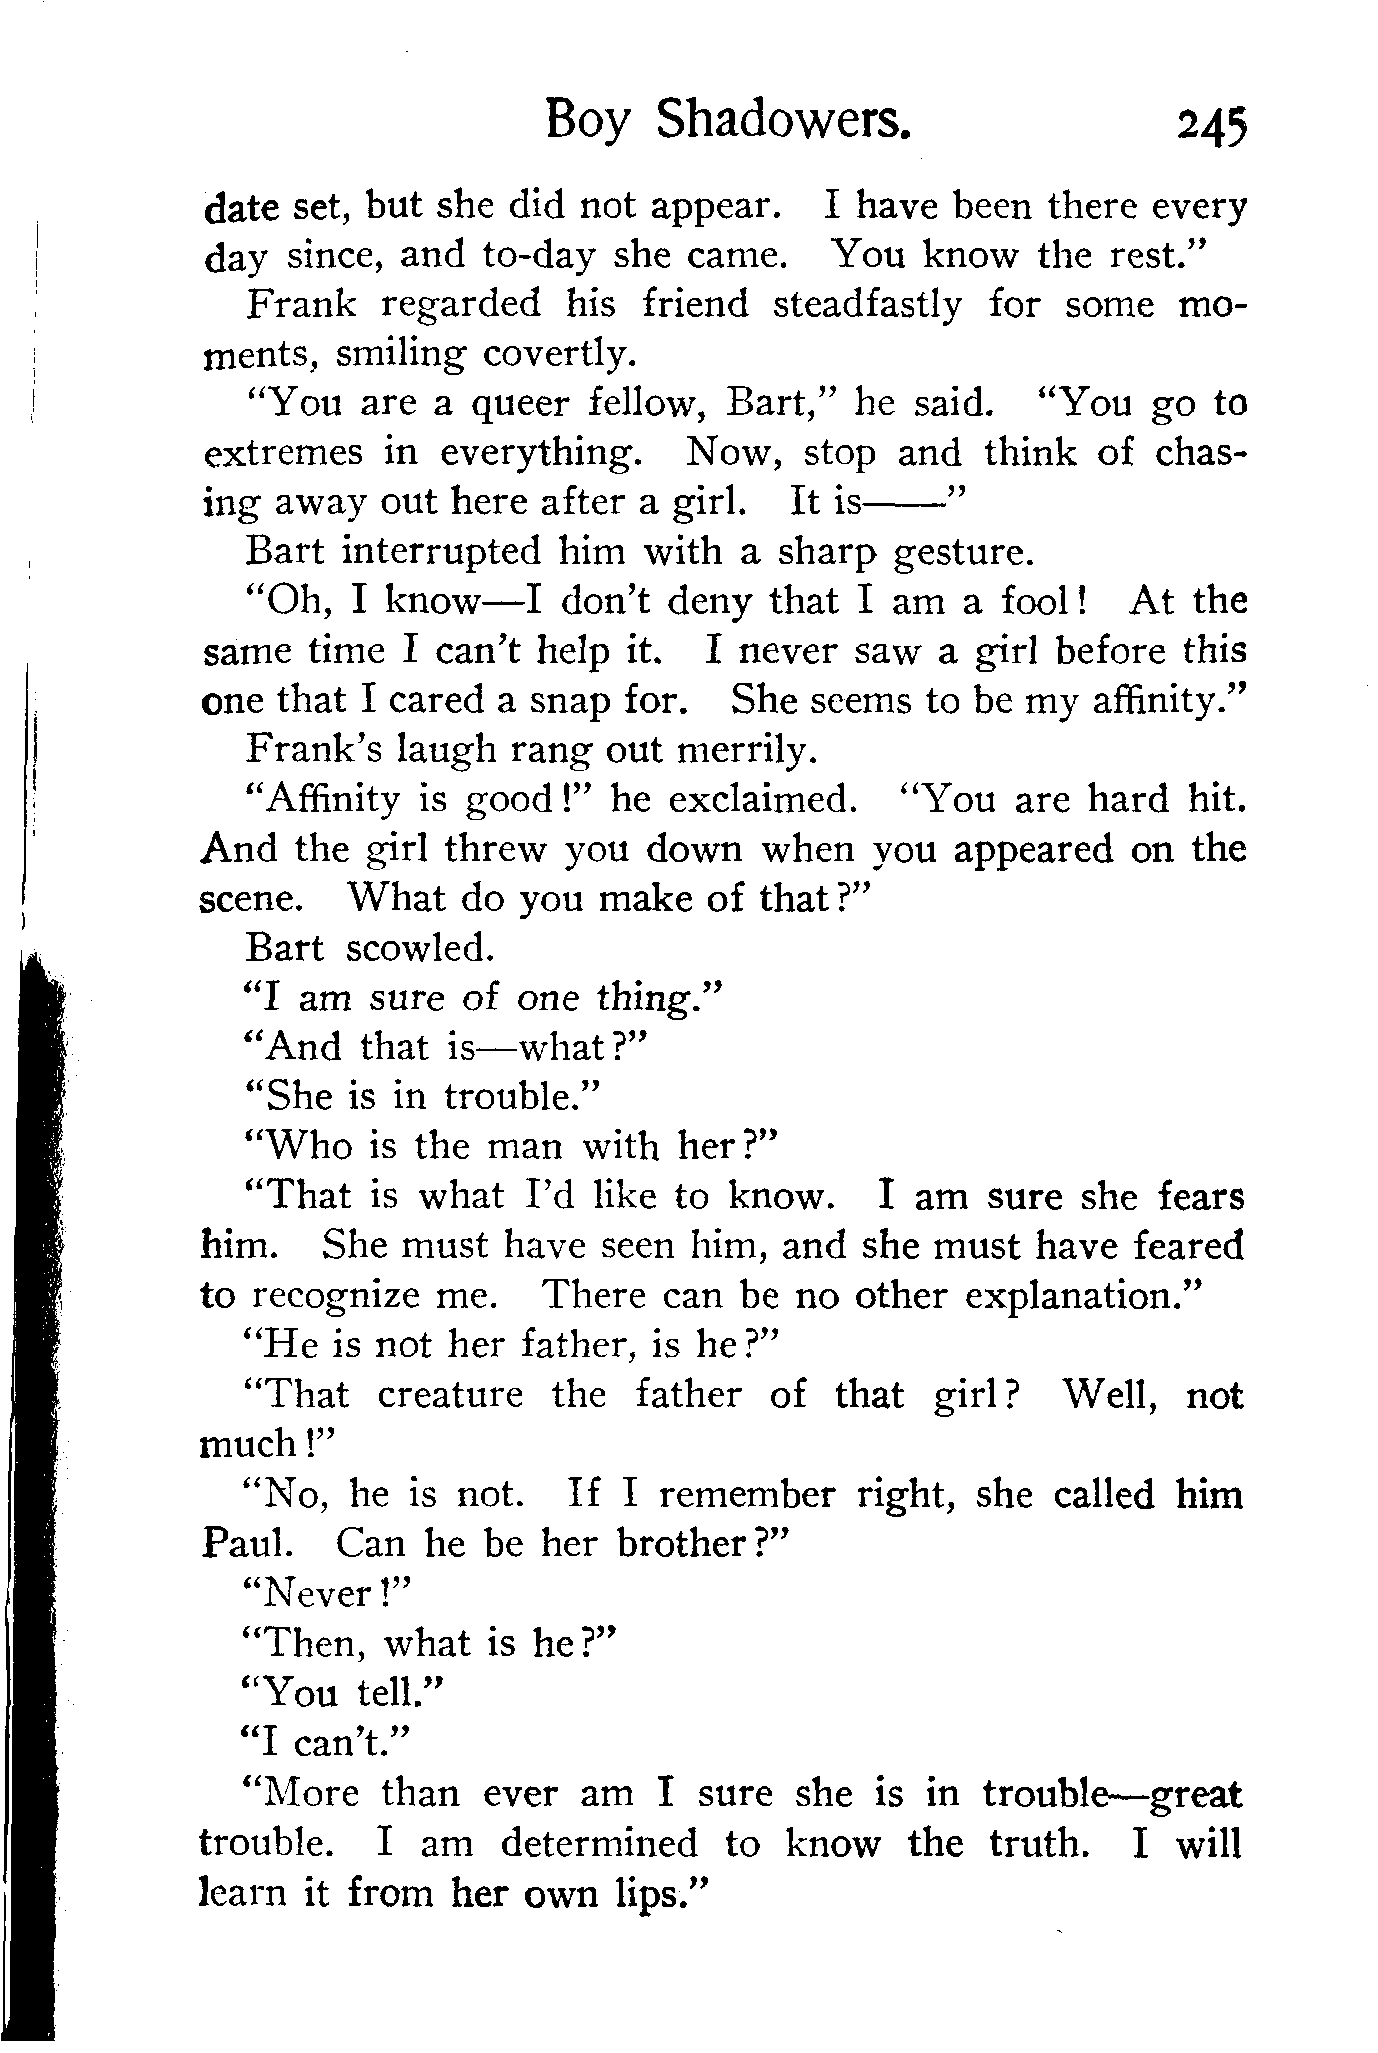 Boy Shadowers. 245
date set, but she did not appear. I have been there every
day since, and to-day she came. You know the rest.”
Frank regarded his friend steadfastly for some mo-
ments, smiling covertly.
“You are a queer fellow, Bart,” he said. “You go to
extremes in everything. Now, stop and think of chas-
ing away out here after a girl. It is——”
Bart interrupted him with a sharp gesture.
“Oh, I know—I don’t deny that I am a fool! At the
same time I can’t help it. I never saw a girl before this
one that I cared a snap for. She seems to be my affinity.”
Frank’s laugh rang out merrily.
“Affinity is good!” he exclaimed. “You are hard hit.
And the girl threw you down when you appeared on the
scene. What do you make of that?”
Bart scowled.
“I am sure of one thing.”
“And that is—what?”
“She is in trouble.”
“Who is the man with her?”
“That is what I’d like to know. I am sure she fears
him. She must have seen him, and she must have feared
to recognize me. There can be no other explanation.”
“He is not her father, is he?”
“That creature the father of that girl? Well, not
much!”
“No, he is not. If I remember right, she called him
Paul. Can he be her brother?”
“Never!”
“Then, what is he?”
“You tell.”
“I can’t.”
“More than ever am I sure she is in trouble—great
trouble. I am determined to know the truth. I will
learn it from her own lips.”